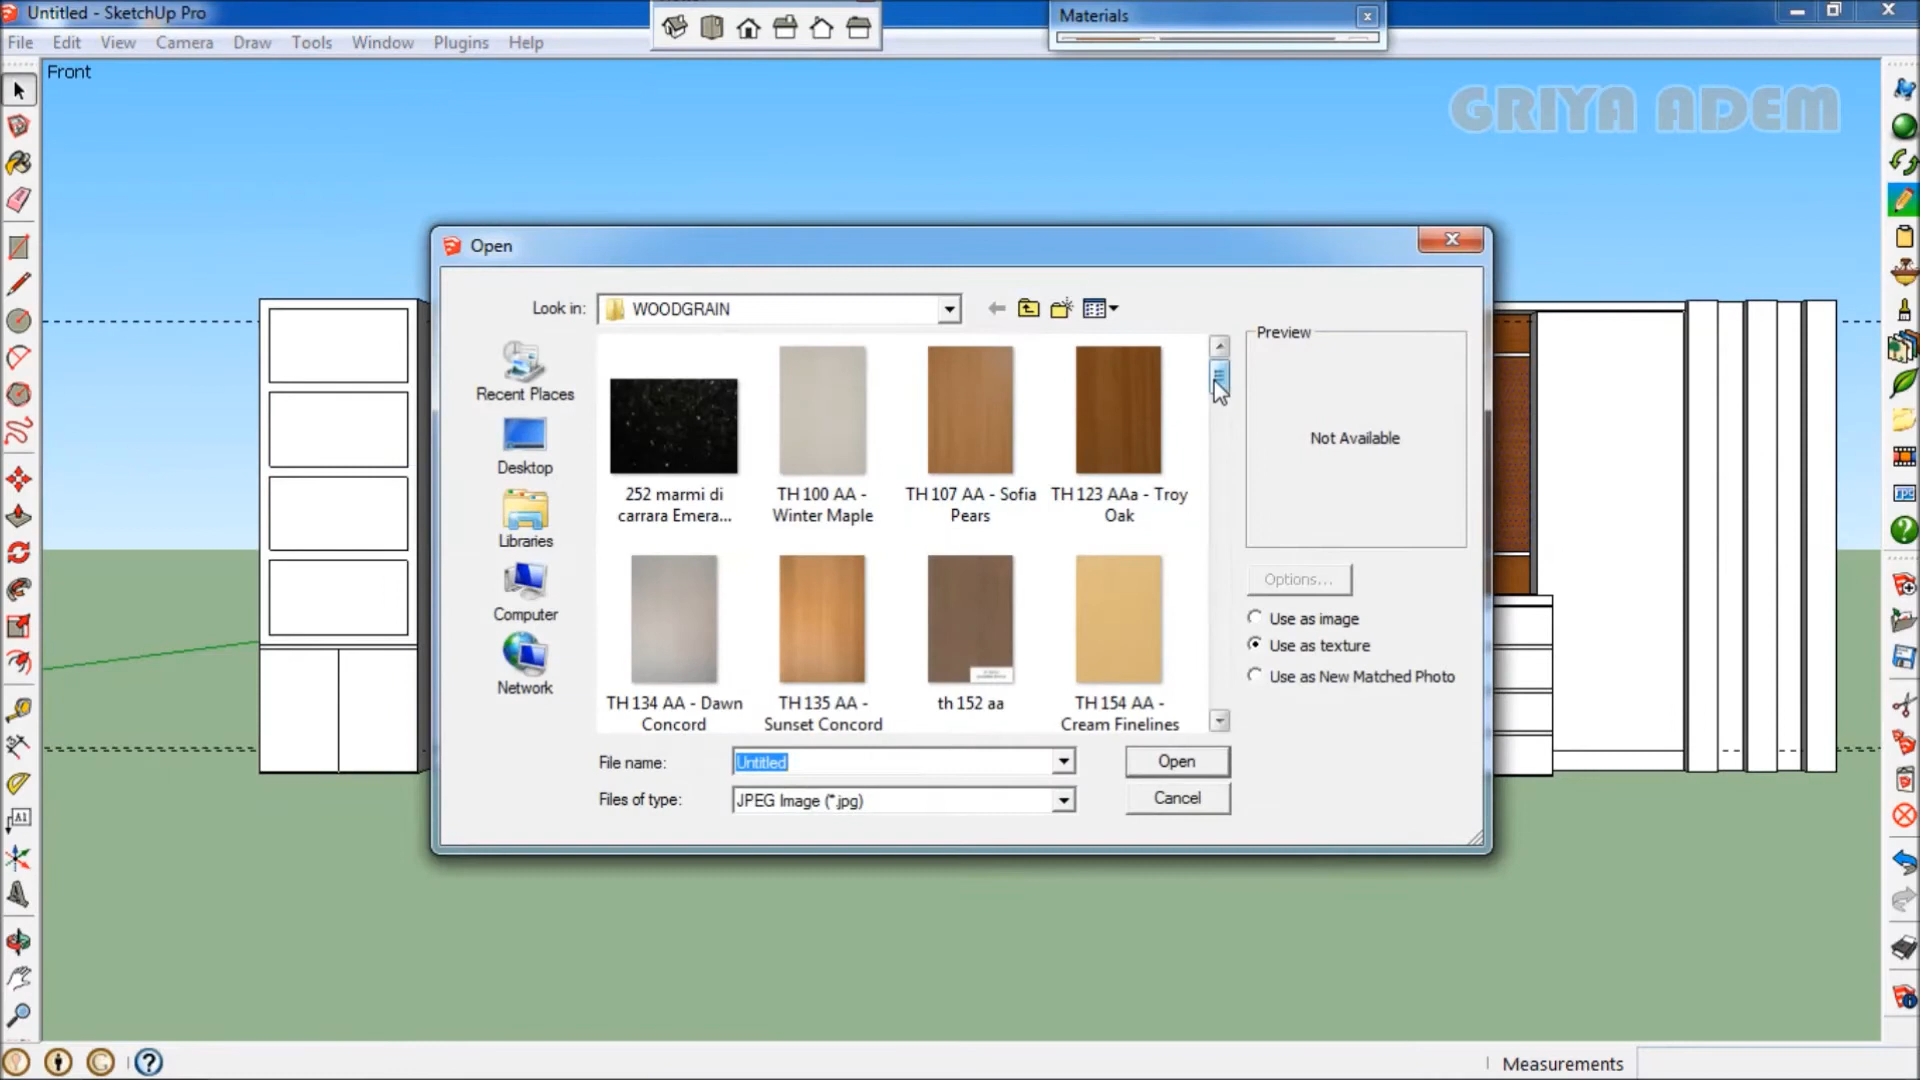 Untitled - SketchUp Pro
Materials
File Edit View Camera Draw Tools Window Plugins Help
Front
GRIYA ADEM
Open
Look in: WOODGRAIN
Preview
Not Available
Recent Places
Desktop
Libraries
Computer
Network
252 marmi di
carrara Emera...
TH 100 AA -
Winter Maple
TH 107 AA - Sofia
Pears
TH 123 AAa - Troy
Oak
TH 134 AA - Dawn
Concord
TH 135 AA -
Sunset Concord
th 152 aa
TH 154 AA -
Cream Finelines
Options...
Use as image
Use as texture
Use as New Matched Photo
File name: Untitled
Open
Files of type: JPEG Image (*.jpg)
Cancel
Measurements